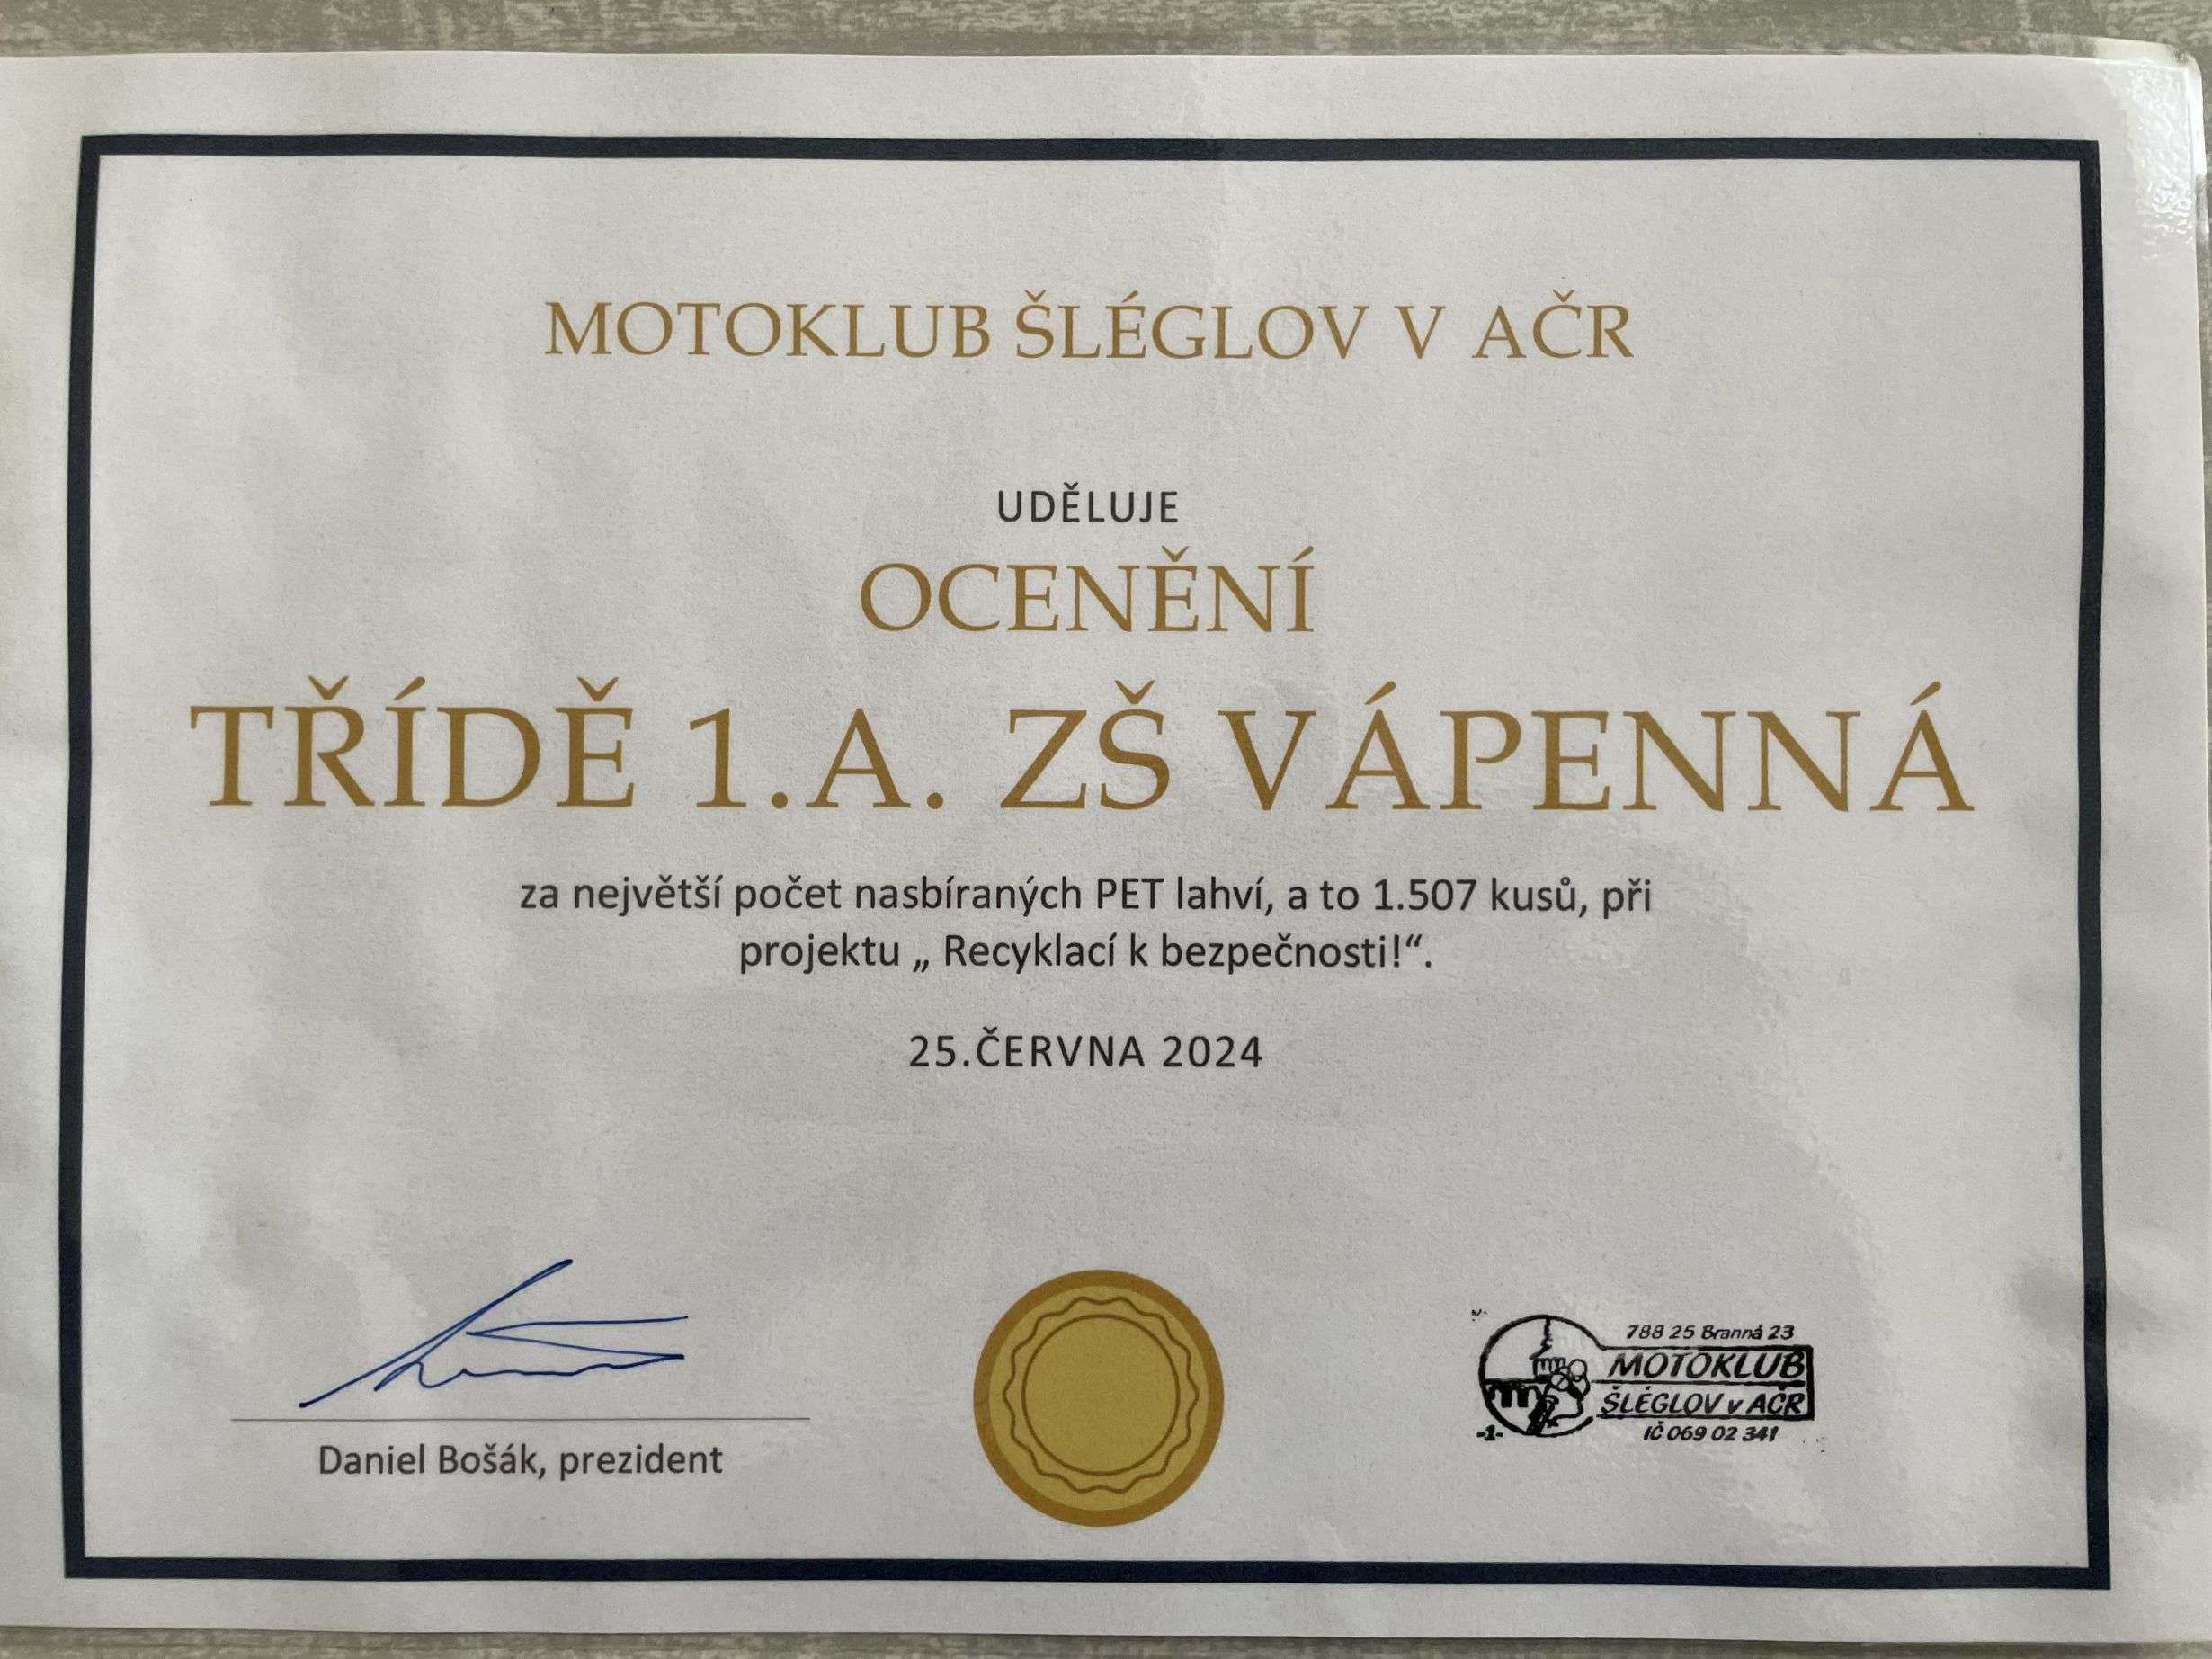 MOTOKLUB ŠLÉGLOV V AČR
UDĚLUJE
OCENĚNÍ
TŘÍDĚ 1.A. ZŠ VÁPENNÁ
za největší počet nasbíraných PET lahví, a to 1.507 kusů, při
projektu „ Recyklací k bezpečnosti!“.
25.ČERVNA 2024
Daniel Bošák, prezident
788 25 Branná 23
MOTOKLUB
ŠLÉGLOV v AČR
IČ 069 02 341
-1-